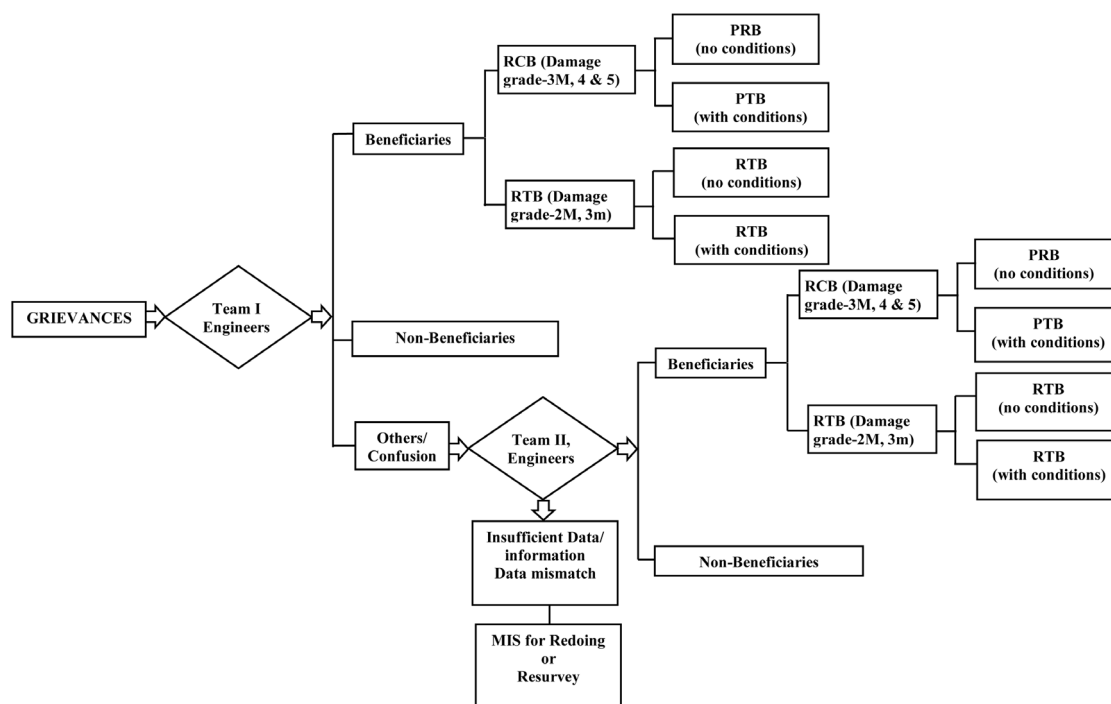 PRB
(no conditions)
RCB (Damage
grade-3M, 4 & 5)
PTB
(with conditions)
Beneficiaries
RTB
(no conditions)
RTB (Damage
grade-2M, 3m)
RTB
(with conditions)
GRIEVANCES
Team I
Engineers
Non-Beneficiaries
Others/
Confusion
Team II,
Engineers
Beneficiaries
PRB
(no conditions)
RCB (Damage
grade-3M, 4 & 5)
PTB
(with conditions)
RTB
(no conditions)
RTB (Damage
grade-2M, 3m)
RTB
(with conditions)
Non-Beneficiaries
Insufficient Data/
information
Data mismatch
MIS for Redoing
or
Resurvey